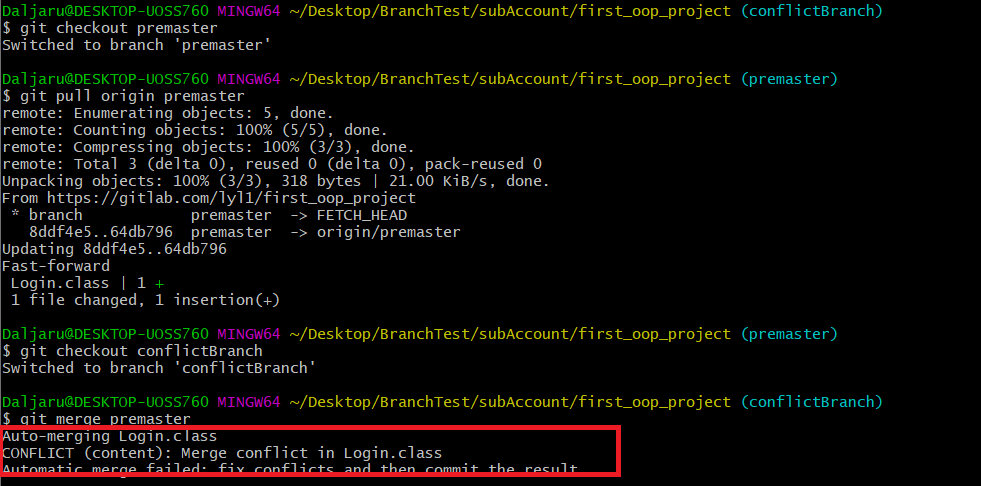 Daljaru@DESKTOP-UOSS760 MINGW64 ~/Desktop/BranchTest/subAccount/first_oop_project (conflictBranch)
$ git checkout premaster
Switched to branch 'premaster'
Daljaru@DESKTOP-UOSS760 MINGW64 ~/Desktop/BranchTest/subAccount/first_oop_project (premaster)
$ git pull origin premaster
remote: Enumerating objects: 5, done.
remote: Counting objects: 100% (5/5), done.
remote: Compressing objects: 100% (3/3), done.
remote: Total 3 (delta 0), reused 0 (delta 0), pack-reused 0
Unpacking objects: 100% (3/3), 318 bytes | 21.00 KiB/s, done.
From https://gitlab.com/lyl1/first_oop_project
 * branch            premaster  -> FETCH_HEAD
   8ddf4e5..64db796  premaster  -> origin/premaster
Updating 8ddf4e5..64db796
Fast-forward
 Login.class | 1 +
 1 file changed, 1 insertion(+)
Daljaru@DESKTOP-UOSS760 MINGW64 ~/Desktop/BranchTest/subAccount/first_oop_project (premaster)
$ git checkout conflictBranch
Switched to branch 'conflictBranch'
Daljaru@DESKTOP-UOSS760 MINGW64 ~/Desktop/BranchTest/subAccount/first_oop_project (conflictBranch)
$ git merge premaster
Auto-merging Login.class
CONFLICT (content): Merge conflict in Login.class
Automatic merge failed; fix conflicts and then commit the result.